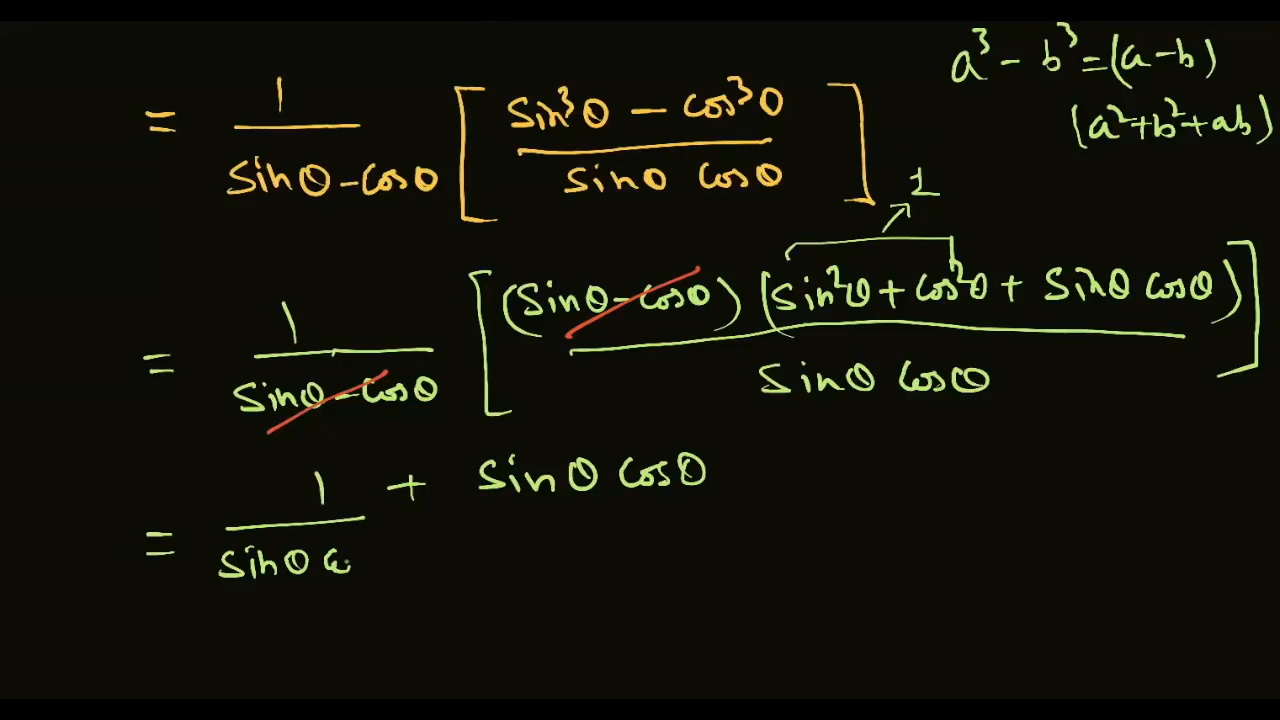 a³ - b³ = (a - b)
(a² + b² + ab)
= 1 / (sinθ - cosθ) [ (sin³θ - cos³θ) / (sinθ cosθ) ]
1
= 1 / (sinθ - cosθ) [ (sinθ - cosθ) (sin²θ + cos²θ + sinθ cosθ) / (sinθ cosθ) ]
1 + sinθ cosθ
= sinθ